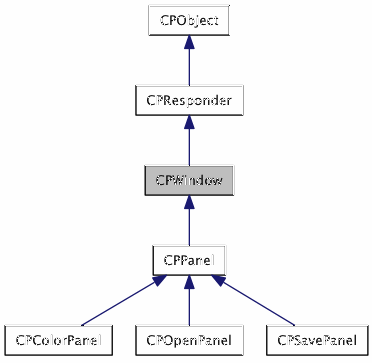 CPObject
CPResponder
CPWindow
CPPanel
CPColorPanel
CPOpenPanel
CPSavePanel